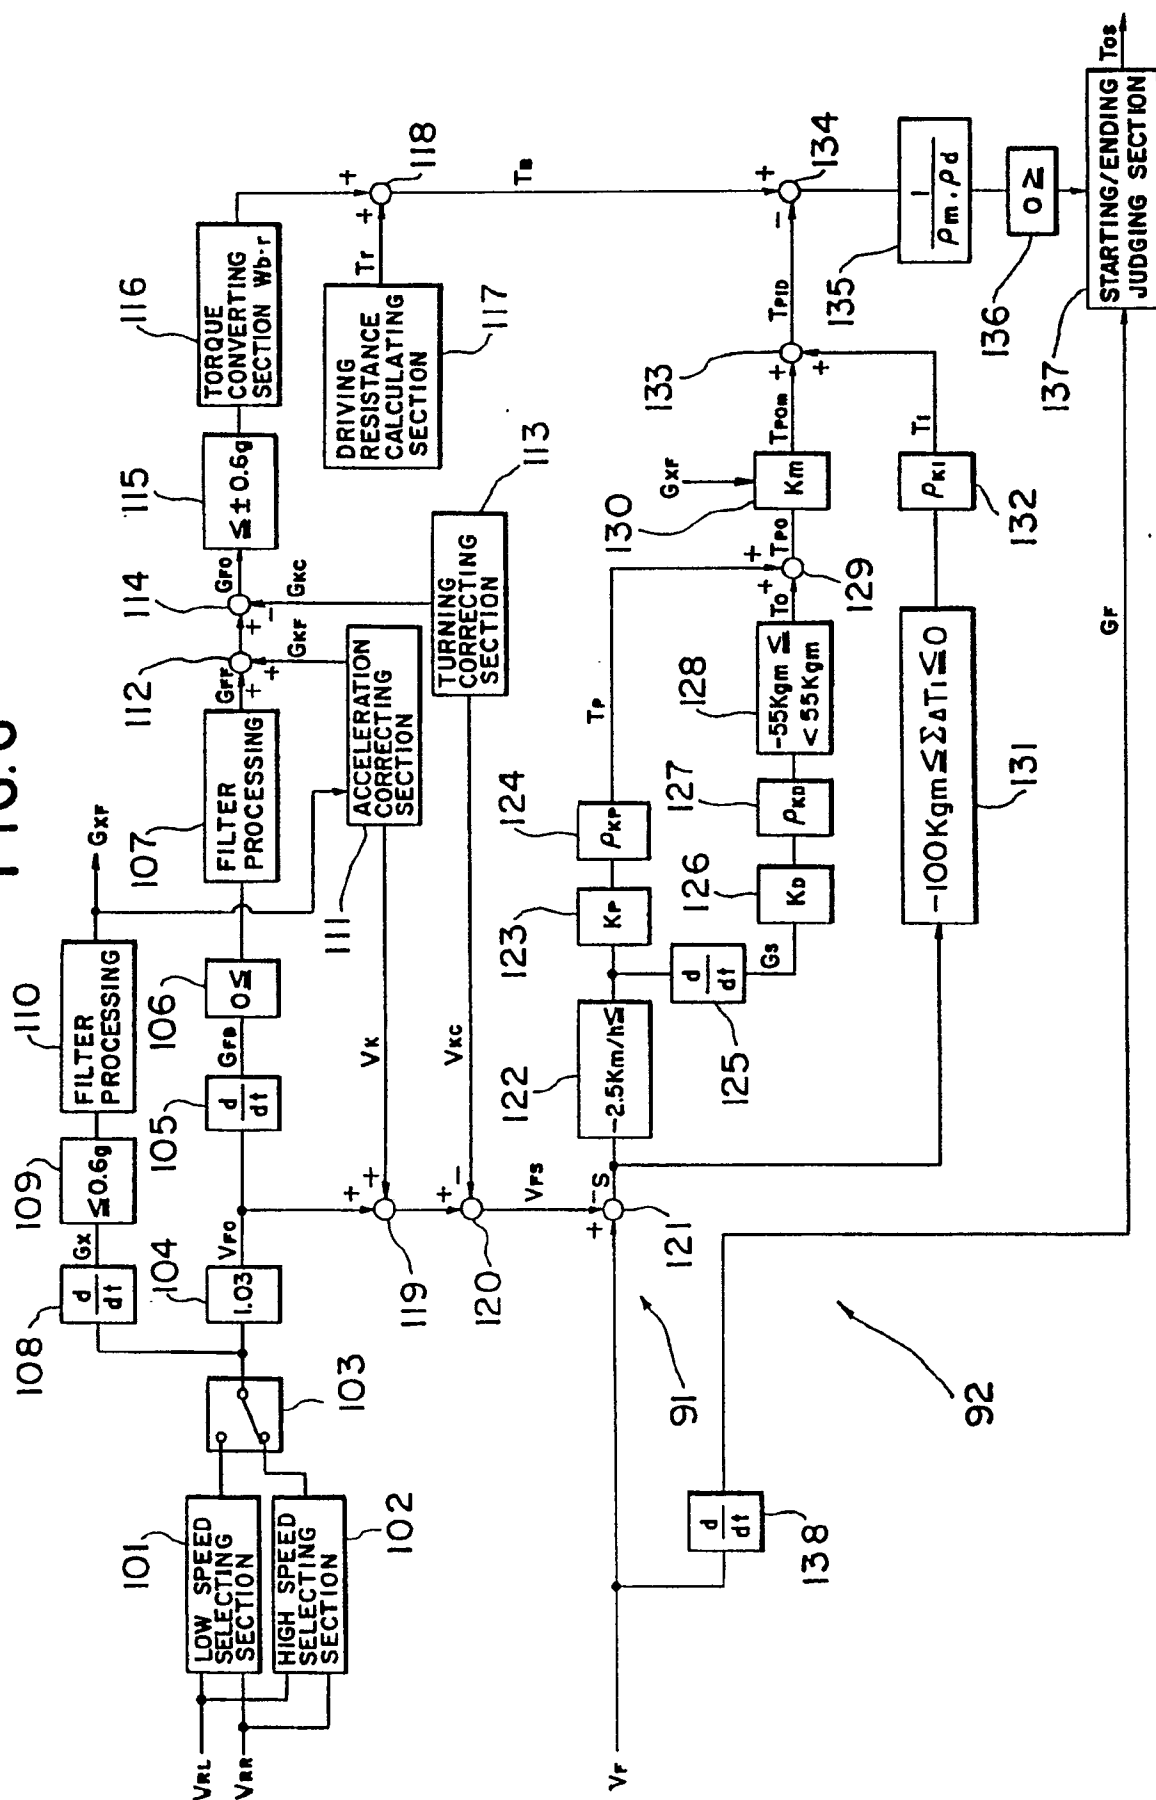 110
FILTER
PROCESSING
GXF
109
≦0.6g
GX
108
d
dt
107
FILTER
PROCESSING
106
0≦
GFB
105
d
dt
VFO
104
1.03
103
101
LOW SPEED
SELECTING
SECTION
HIGH SPEED
SELECTING
SECTION
102
VRL
VRR
116
TORQUE
CONVERTING
SECTION Wb·r
115
≦±0.6g
114
GFO
GKC
+
-
112
GFF
GKF
+
+
111
ACCELERATION
CORRECTING
SECTION
113
TURNING
CORRECTING
SECTION
DRIVING
RESISTANCE
CALCULATING
SECTION
117
Tr
+
+
118
TB
VK
VKC
+
+
119
+
-
120
VFS
+
-
S
121
122
-2.5Km/h≦
123
KP
124
ρKP
TP
125
d
dt
GS
126
KD
127
ρKD
128
-55Kgm≦
<55Kgm
TD
+
+
129
TPO
130
Km
GXF
TPOm
+
+
133
TPID
-
+
134
135
1
ρm·ρd
136
0≧
137
STARTING/ENDING
JUDGING SECTION
TOS
131
-100Kgm≦ΣΔTI≦0
132
ρKI
TI
GF
VF
138
d
dt
91
92